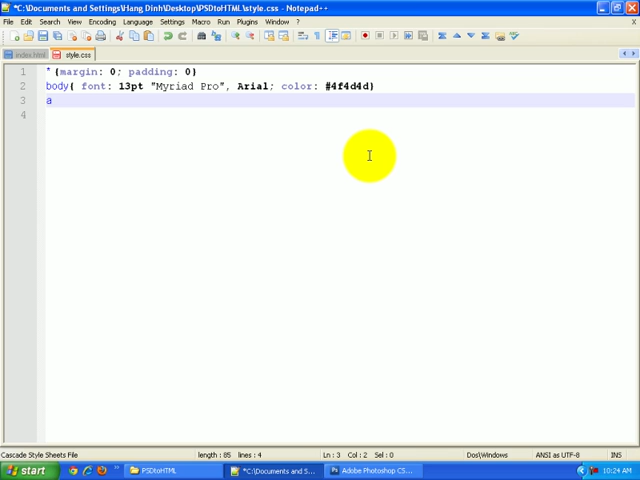 *C:\Documents and Settings\Hang Dinh\Desktop\PSDtoHTML\style.css - Notepad++
File Edit Search View Encoding Language Settings Macro Run Plugins Window ?
X
index.html style.css
1 * {margin: 0; padding: 0}
2 body{ font: 13pt "Myriad Pro", Arial; color: #4f4d4d}
3 a
4
Cascade Style Sheets File length : 85 lines : 4 Ln : 3 Col : 2 Sel : 0 Dos\Windows ANSI as UTF-8 INS
start PSDtoHTML *C:\Documents and S... Adobe Photoshop CS... 10:24 AM